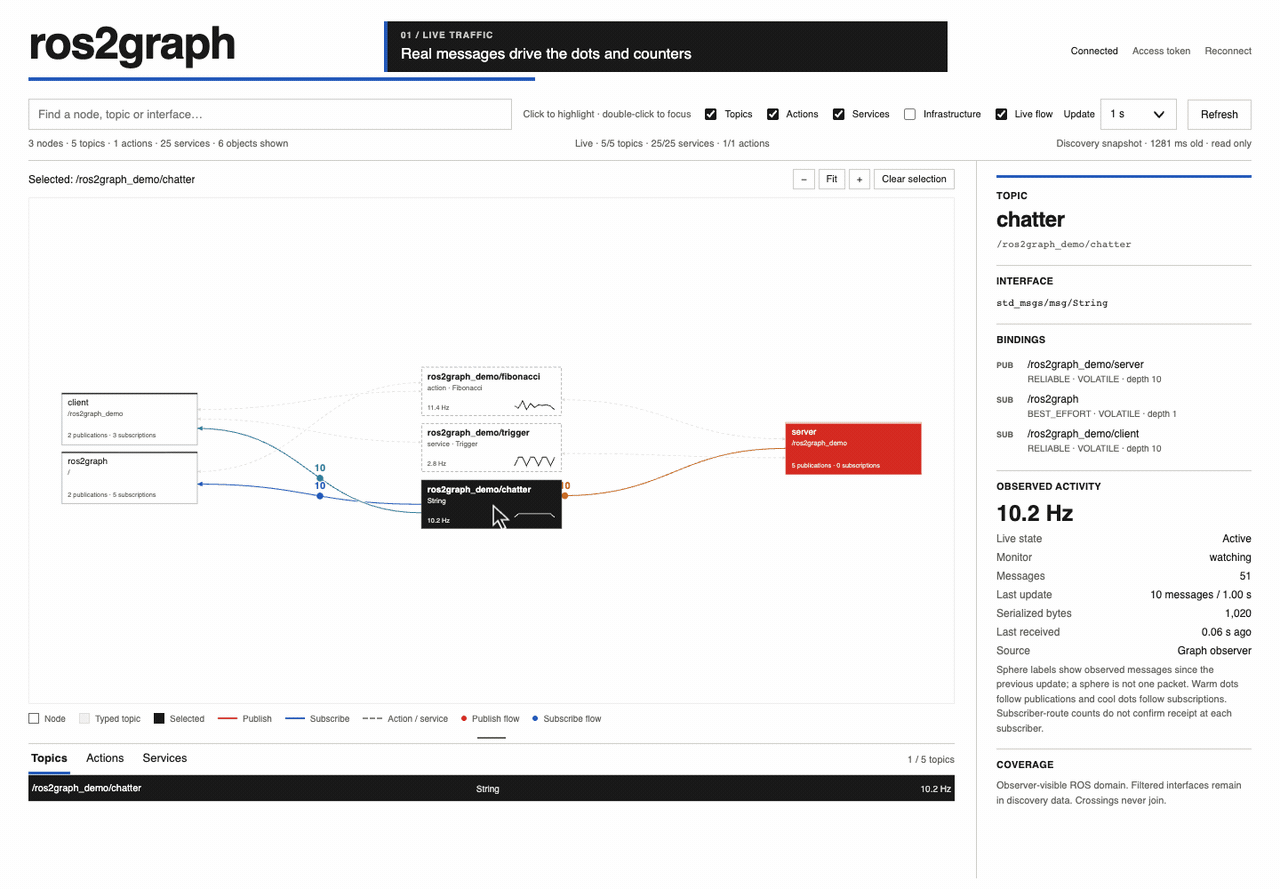 ros2graph
01 / LIVE TRAFFIC
Real messages drive the dots and counters
Connected Access token Reconnect
Find a node, topic or interface…
Click to highlight · double-click to focus
Topics Actions Services Infrastructure Live flow Update 1 s Refresh
3 nodes · 5 topics · 1 actions · 25 services · 6 objects shown
Live · 5/5 topics · 25/25 services · 1/1 actions
Discovery snapshot · 1281 ms old · read only
Selected: /ros2graph_demo/chatter
− Fit + Clear selection
client
/ros2graph_demo
2 publications · 3 subscriptions
ros2graph
/
2 publications · 5 subscriptions
10
10
ros2graph_demo/fibonacci
action · Fibonacci
11.4 Hz
ros2graph_demo/trigger
service · Trigger
2.8 Hz
ros2graph_demo/chatter
String
10.2 Hz
10
server
/ros2graph_demo
5 publications · 0 subscriptions
Node Typed topic Selected Publish Subscribe Action / service Publish flow Subscribe flow
Topics Actions Services
1 / 5 topics
/ros2graph_demo/chatter String 10.2 Hz
TOPIC
chatter
/ros2graph_demo/chatter
INTERFACE
std_msgs/msg/String
BINDINGS
PUB /ros2graph_demo/server
RELIABLE · VOLATILE · depth 10
SUB /ros2graph
BEST_EFFORT · VOLATILE · depth 1
SUB /ros2graph_demo/client
RELIABLE · VOLATILE · depth 10
OBSERVED ACTIVITY
10.2 Hz
Live state Active
Monitor watching
Messages 51
Last update 10 messages / 1.00 s
Serialized bytes 1,020
Last received 0.06 s ago
Source Graph observer
Sphere labels show observed messages since the
previous update; a sphere is not one packet. Warm dots
follow publications and cool dots follow subscriptions.
Subscriber-route counts do not confirm receipt at each
subscriber.
COVERAGE
Observer-visible ROS domain. Filtered interfaces remain
in discovery data. Crossings never join.